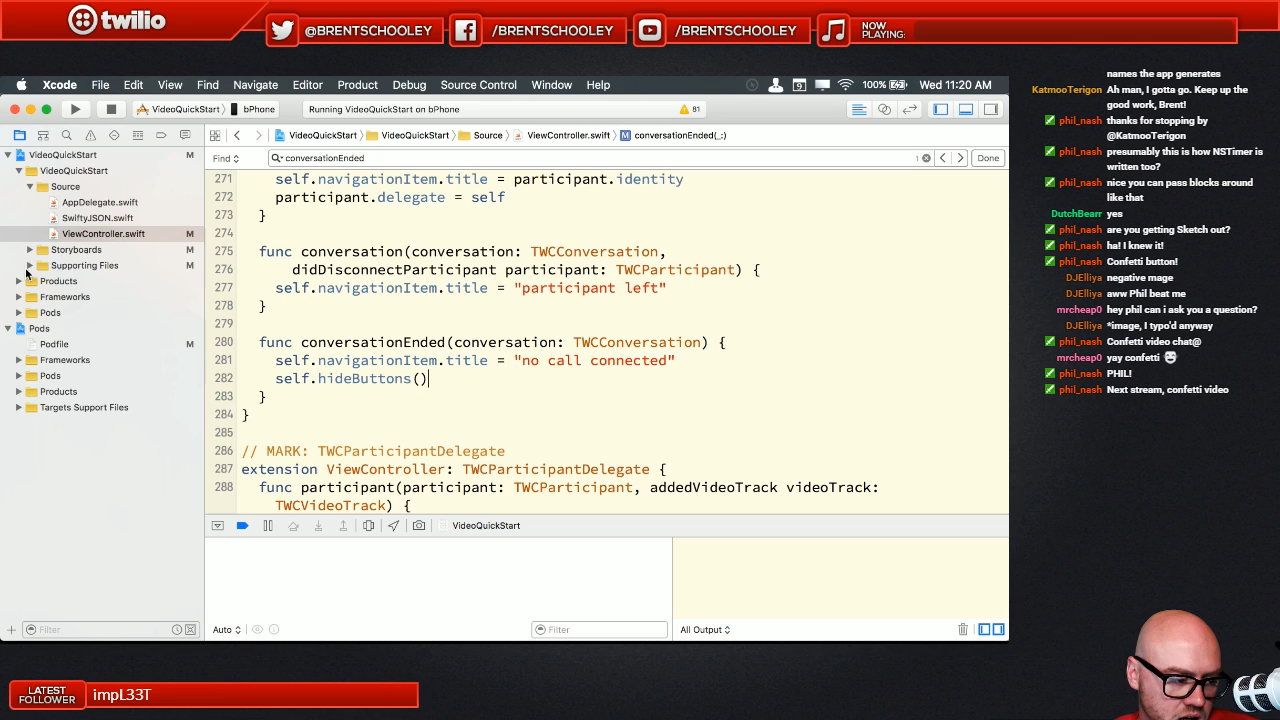 twilio
@BRENTSCHOOLEY
/BRENTSCHOOLEY
/BRENTSCHOOLEY
NOW
PLAYING:
Xcode File Edit View Find Navigate Editor Product Debug Source Control Window Help
9 100% Wed 11:20 AM
VideoQuickStart bPhone
Running VideoQuickStart on bPhone
81
VideoQuickStart VideoQuickStart Source ViewController.swift M conversationEnded(_:)
Find conversationEnded 1 Done
VideoQuickStart M
VideoQuickStart
Source
AppDelegate.swift
SwiftyJSON.swift
ViewController.swift M
Storyboards M
Supporting Files M
Products
Frameworks
Pods
Pods
Podfile M
Frameworks
Pods
Products
Targets Support Files
Filter
271 self.navigationItem.title = participant.identity
272 participant.delegate = self
273 }
274
275 func conversation(conversation: TWCConversation,
276 didDisconnectParticipant participant: TWCParticipant) {
277 self.navigationItem.title = "participant left"
278 }
279
280 func conversationEnded(conversation: TWCConversation) {
281 self.navigationItem.title = "no call connected"
282 self.hideButtons()
283 }
284 }
285
286 // MARK: TWCParticipantDelegate
287 extension ViewController: TWCParticipantDelegate {
288 func participant(participant: TWCParticipant, addedVideoTrack videoTrack:
TWCVideoTrack) {
VideoQuickStart
Auto
Filter
All Output
names the app generates
KatmooTerigon Ah man, I gotta go. Keep up the
good work, Brent!
phil_nash thanks for stopping by
@KatmooTerigon
phil_nash presumably this is how NSTimer is
written too?
phil_nash nice you can pass blocks around
like that
DutchBearr yes
phil_nash are you getting Sketch out?
phil_nash ha! I knew it!
phil_nash Confetti button!
DJElliya negative mage
DJElliya aww Phil beat me
mrcheap0 hey phil can i ask you a question?
DJElliya *image, I typo'd anyway
phil_nash Confetti video chat@
mrcheap0 yay confetti
phil_nash PHIL!
phil_nash Next stream, confetti video
LATEST
FOLLOWER
impL33T